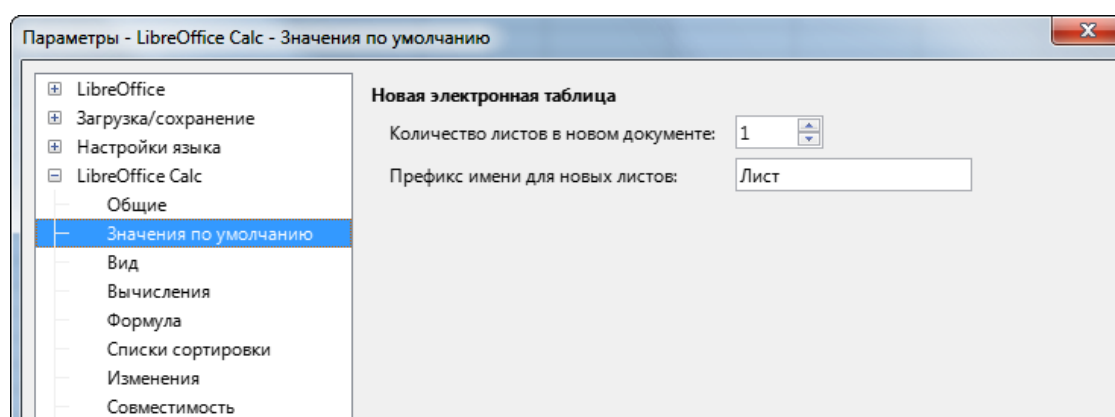 Параметры - LibreOffice Calc - Значения по умолчанию
LibreOffice
Загрузка/сохранение
Настройки языка
LibreOffice Calc
Общие
Значения по умолчанию
Вид
Вычисления
Формула
Списки сортировки
Изменения
Совместимость
Новая электронная таблица
Количество листов в новом документе: 1
Префикс имени для новых листов: Лист